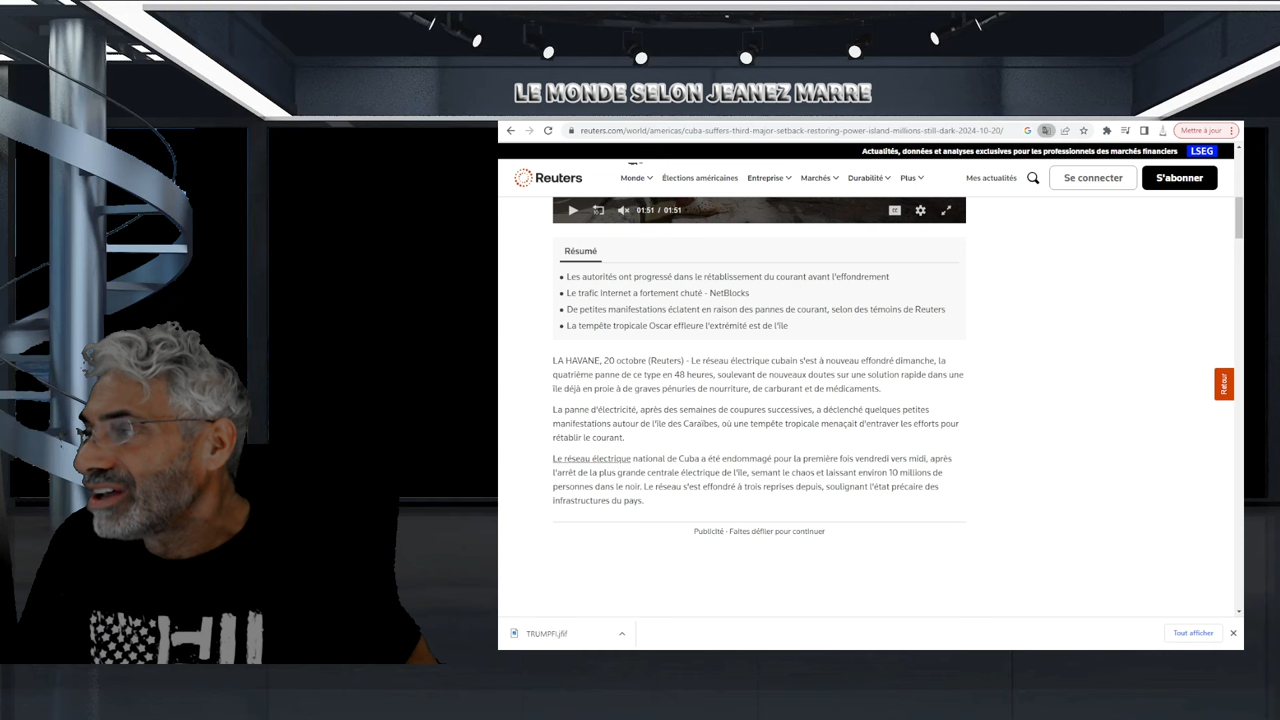 LE MONDE SELON JEANEZ MARRE
reuters.com/world/americas/cuba-suffers-third-major-setback-restoring-power-island-millions-still-dark-2024-10-20/
Mettre à jour
Actualités, données et analyses exclusives pour les professionnels des marchés financiers LSEG
Reuters
Monde Élections américaines Entreprise Marchés Durabilité Plus Mes actualités Se connecter S'abonner
01:51 / 01:51
Résumé
Les autorités ont progressé dans le rétablissement du courant avant l'effondrement
Le trafic Internet a fortement chuté - NetBlocks
De petites manifestations éclatent en raison des pannes de courant, selon des témoins de Reuters
La tempête tropicale Oscar effleure l'extrémité est de l'île
LA HAVANE, 20 octobre (Reuters) - Le réseau électrique cubain s'est à nouveau effondré dimanche, la
quatrième panne de ce type en 48 heures, soulevant de nouveaux doutes sur une solution rapide dans une
île déjà en proie à de graves pénuries de nourriture, de carburant et de médicaments.
La panne d'électricité, après des semaines de coupures successives, a déclenché quelques petites
manifestations autour de l'île des Caraïbes, où une tempête tropicale menaçait d'entraver les efforts pour
rétablir le courant.
Le réseau électrique national de Cuba a été endommagé pour la première fois vendredi vers midi, après
l'arrêt de la plus grande centrale électrique de l'île, semant le chaos et laissant environ 10 millions de
personnes dans le noir. Le réseau s'est effondré à trois reprises depuis, soulignant l'état précaire des
infrastructures du pays.
Publicité - Faites défiler pour continuer
Retour
TRUMPFi.jfif
Tout afficher